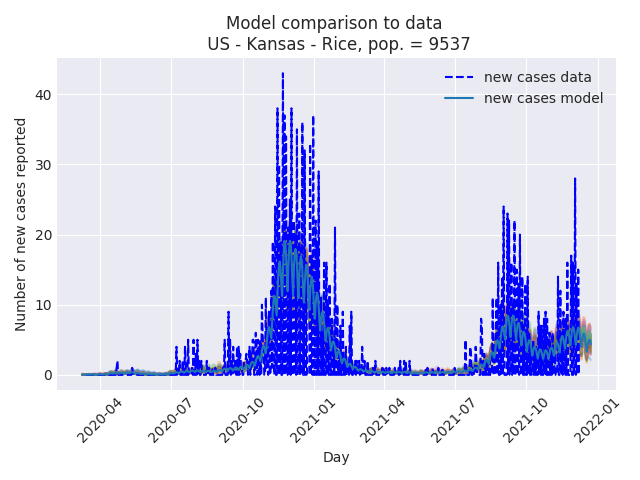 Model comparison to data
US - Kansas - Rice, pop. = 9537
new cases data
new cases model
Number of new cases reported
40
30
20
10
0
2020-04
2020-07
2020-10
2021-01
2021-04
2021-07
2021-10
2022-01
Day